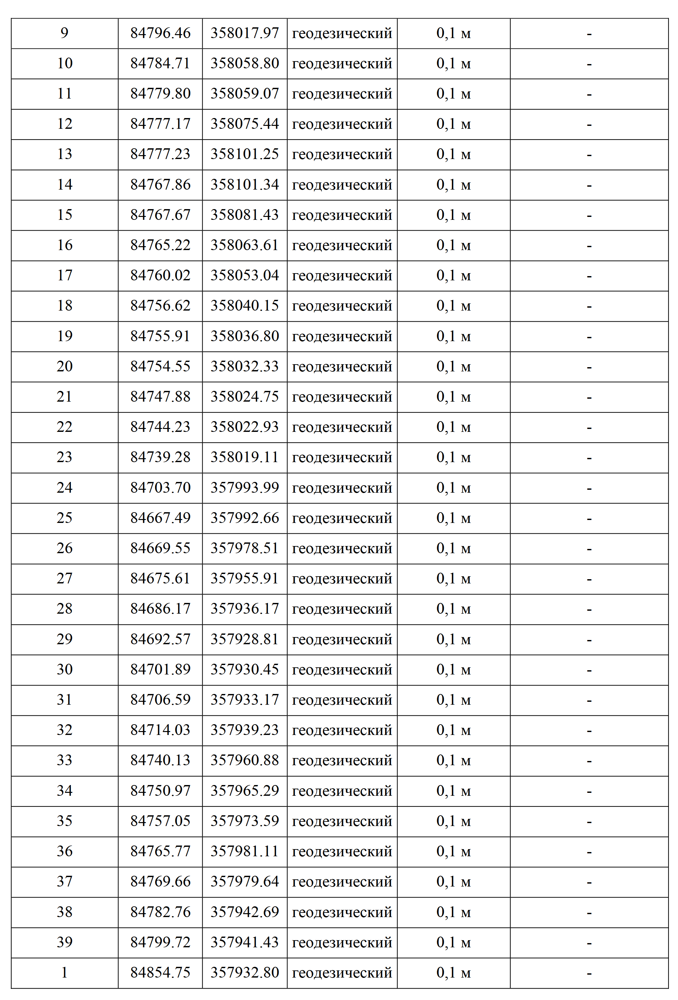 9 84796.46 358017.97 геодезический 0,1 м -
10 84784.71 358058.80 геодезический 0,1 м -
11 84779.80 358059.07 геодезический 0,1 м -
12 84777.17 358075.44 геодезический 0,1 м -
13 84777.23 358101.25 геодезический 0,1 м -
14 84767.86 358101.34 геодезический 0,1 м -
15 84767.67 358081.43 геодезический 0,1 м -
16 84765.22 358063.61 геодезический 0,1 м -
17 84760.02 358053.04 геодезический 0,1 м -
18 84756.62 358040.15 геодезический 0,1 м -
19 84755.91 358036.80 геодезический 0,1 м -
20 84754.55 358032.33 геодезический 0,1 м -
21 84747.88 358024.75 геодезический 0,1 м -
22 84744.23 358022.93 геодезический 0,1 м -
23 84739.28 358019.11 геодезический 0,1 м -
24 84703.70 357993.99 геодезический 0,1 м -
25 84667.49 357992.66 геодезический 0,1 м -
26 84669.55 357978.51 геодезический 0,1 м -
27 84675.61 357955.91 геодезический 0,1 м -
28 84686.17 357936.17 геодезический 0,1 м -
29 84692.57 357928.81 геодезический 0,1 м -
30 84701.89 357930.45 геодезический 0,1 м -
31 84706.59 357933.17 геодезический 0,1 м -
32 84714.03 357939.23 геодезический 0,1 м -
33 84740.13 357960.88 геодезический 0,1 м -
34 84750.97 357965.29 геодезический 0,1 м -
35 84757.05 357973.59 геодезический 0,1 м -
36 84765.77 357981.11 геодезический 0,1 м -
37 84769.66 357979.64 геодезический 0,1 м -
38 84782.76 357942.69 геодезический 0,1 м -
39 84799.72 357941.43 геодезический 0,1 м -
1 84854.75 357932.80 геодезический 0,1 м -